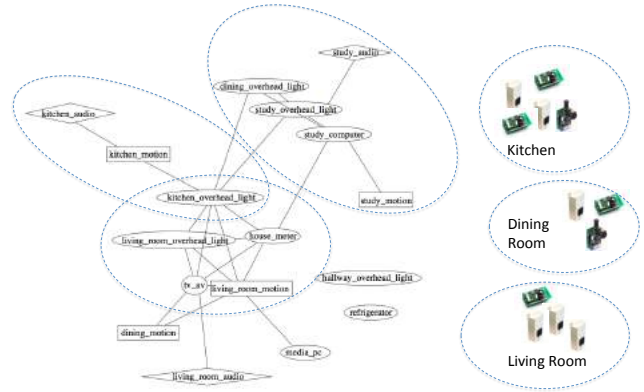 study_audio
dining_overhead_light
study_overhead_light
kitchen_audio
study_computer
kitchen_motion
kitchen_overhead_light
study_motion
living_room_overhead_light
house_meter
hallway_overhead_light
tv_av
living_room_motion
refrigerator
dining_motion
media_pc
living_room_audio
Kitchen
Dining
Room
Living Room